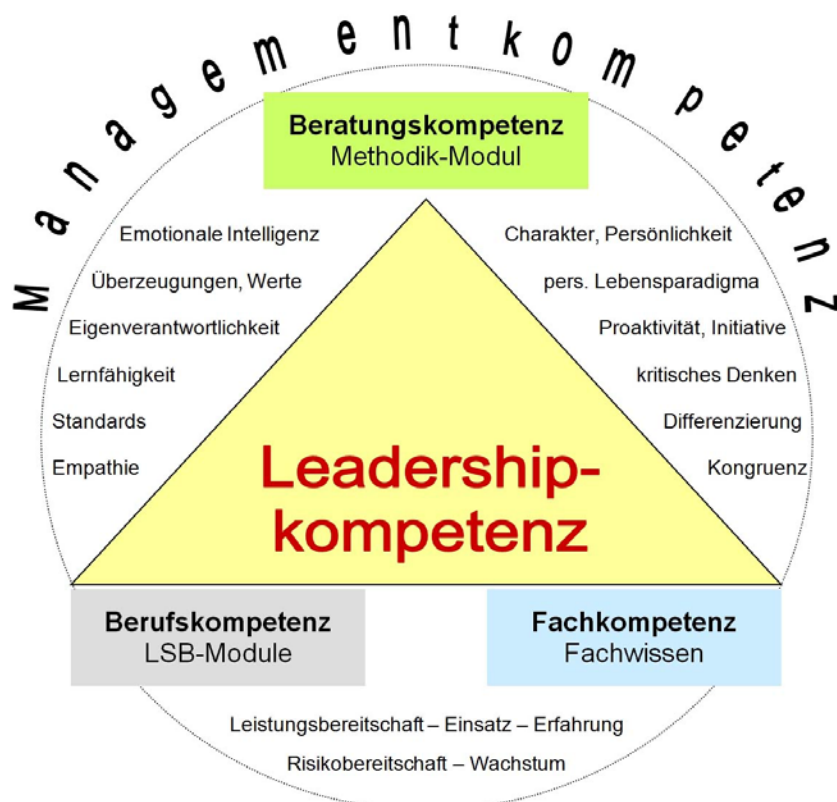 Managementkompetenz
Beratungskompetenz
Methodik-Modul
Emotionale Intelligenz
Überzeugungen, Werte
Eigenverantwortlichkeit
Lernfähigkeit
Standards
Empathie
Charakter, Persönlichkeit
pers. Lebensparadigma
Proaktivität, Initiative
kritisches Denken
Differenzierung
Kongruenz
Leadership-
kompetenz
Berufskompetenz
LSB-Module
Fachkompetenz
Fachwissen
Leistungsbereitschaft – Einsatz – Erfahrung
Risikobereitschaft – Wachstum